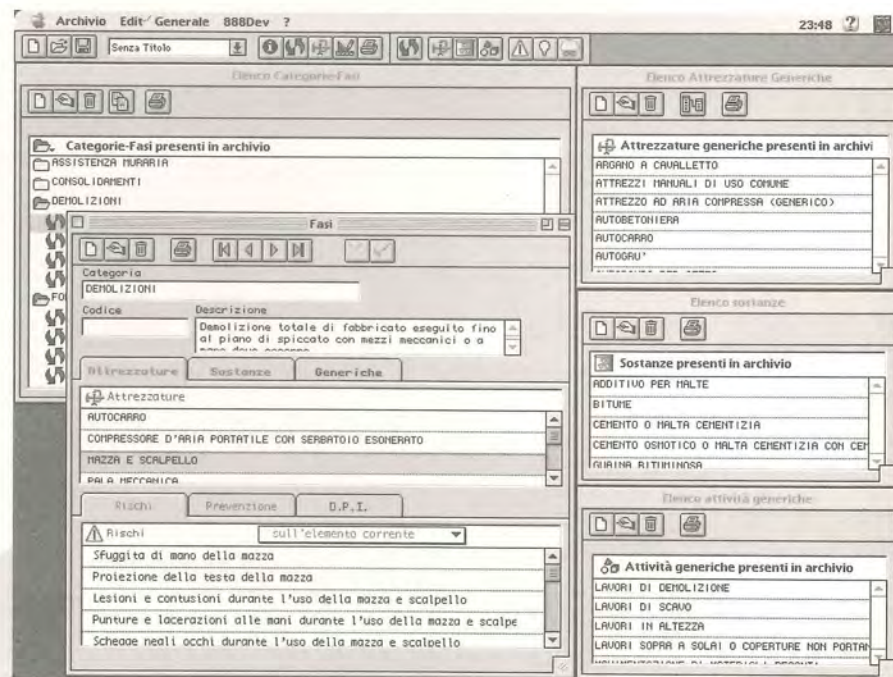 Archivio Edit Generale 888Dev ?
23:48
Senza Titolo
Elenco Categorie-Fasi
Categorie-Fasi presenti in archivio
ASSISTENZA MURARIA
CONSOLIDAMENTI
DEMOLIZIONI
FO
Fasi
Categoria
DEMOLIZIONI
Codice Descrizione
Demolizione totale di fabbricato eseguito fino
al piano di spiccato con mezzi meccanici o a
Attrezzature Sostanze Generiche
Attrezzature
AUTOCARRO
COMPRESSORE D'ARIA PORTATILE CON SERBATOIO ESONERATO
MAZZA E SCALPELLO
PALA MECCANICA
Rischi Prevenzione D.P.I.
Rischi sull'elemento corrente
Sfuggita di mano della mazza
Proiezione della testa della mazza
Lesioni e contusioni durante l'uso della mazza e scalpello
Punture e lacerazioni alle mani durante l'uso della mazza e scalpe
Schegge negli occhi durante l'uso della mazza e scalpello
Elenco Attrezzature Generiche
Attrezzature generiche presenti in archivi
ARGANO A CAVALLETTO
ATTREZZI MANUALI DI USO COMUNE
ATTREZZO AD ARIA COMPRESSA (GENERICO)
AUTOBETONIERA
AUTOCARRO
AUTOGRU'
Elenco sostanze
Sostanze presenti in archivio
ADDITIVO PER MALTE
BITUME
CEMENTO O MALTA CEMENTIZIA
CEMENTO OSMOTICO O MALTA CEMENTIZIA CON CEM
GUAINA BITUMINOSA
Elenco attività generiche
Attività generiche presenti in archivio
LAVORI DI DEMOLIZIONE
LAVORI DI SCAVO
LAVORI IN ALTEZZA
LAVORI SOPRA A SOLAI O COPERTURE NON PORTAN